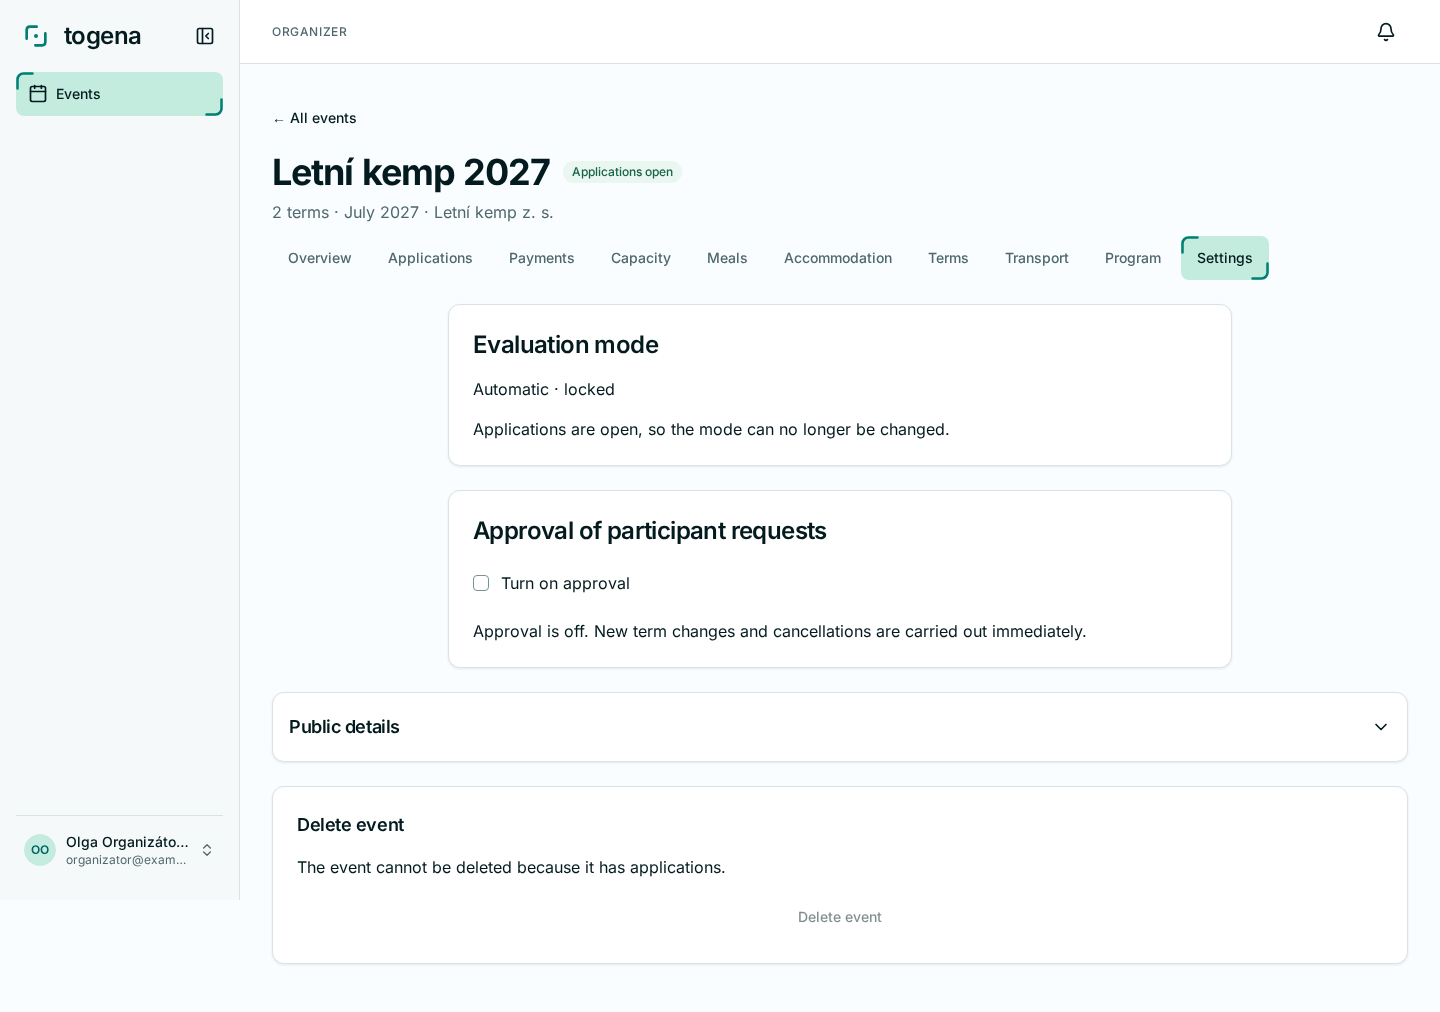 togena
ORGANIZER
Events
← All events
Letní kemp 2027
Applications open
2 terms · July 2027 · Letní kemp z. s.
Overview Applications Payments Capacity Meals Accommodation Terms Transport Program Settings
Evaluation mode
Automatic · locked
Applications are open, so the mode can no longer be changed.
Approval of participant requests
Turn on approval
Approval is off. New term changes and cancellations are carried out immediately.
Public details
Delete event
The event cannot be deleted because it has applications.
Delete event
OO
Olga Organizáto...
organizator@exam...